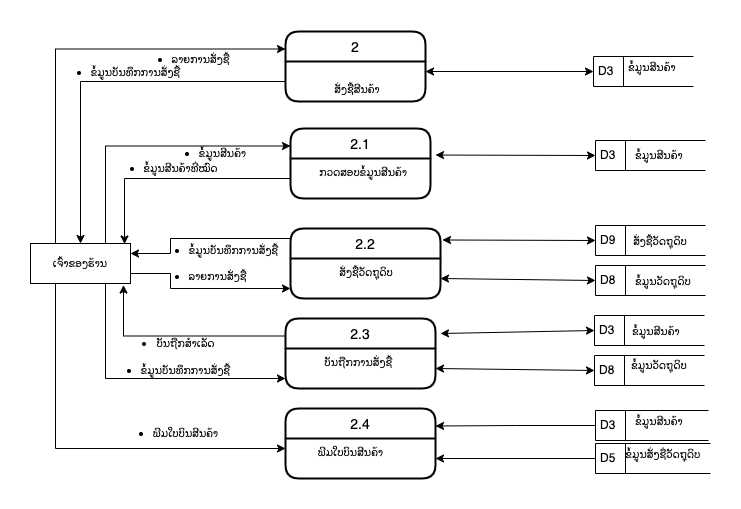 2
• ລາຍການສັ່ງຊື້
• ຂໍ້ມູນບັນທຶກການສັ່ງຊື້
ສັ່ງຊື້ສິນຄ້າ
D3 ຂໍ້ມູນສິນຄ້າ
2.1
• ຂໍ້ມູນສິນຄ້າ
• ຂໍ້ມູນສິນຄ້າທີ່ໝົດ
ກວດສອບຂໍ້ມູນສິນຄ້າ
D3 ຂໍ້ມູນສິນຄ້າ
ເຈົ້າຂອງຮ້ານ
2.2
• ຂໍ້ມູນບັນທຶກການສັ່ງຊື້
• ລາຍການສັ່ງຊື້
ສັ່ງຊື້ວັດຖຸດິບ
D9 ສັ່ງຊື້ວັດຖຸດິບ
D8 ຂໍ້ມູນວັດຖຸດິບ
2.3
• ບັນຖືກສຳເລັດ
• ຂໍ້ມູນບັນທຶກການສັ່ງຊື້
ບັນຖືກການສັ່ງຊື້
D3 ຂໍ້ມູນສິນຄ້າ
D8 ຂໍ້ມູນວັດຖຸດິບ
2.4
• ຟີມໃບບິນສິນຄ້າ
ຟີມໃບບິນສິນຄ້າ
D3 ຂໍ້ມູນສິນຄ້າ
D5 ຂໍ້ມູນສັ່ງຊື້ວັດຖຸດິບ